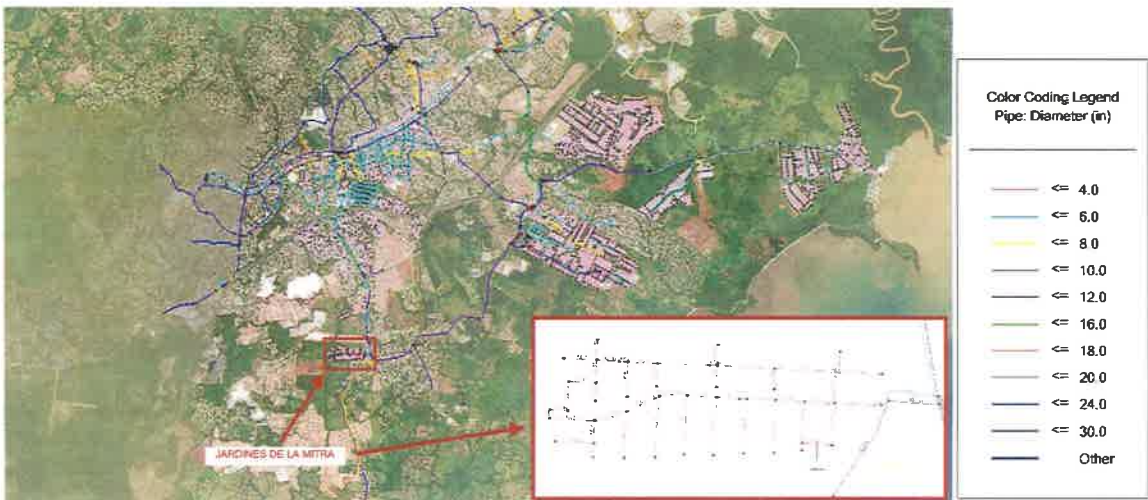 JARDINES DE LA MITRA
Color Coding Legend
Pipe: Diameter (in)
<= 4.0
<= 6.0
<= 8.0
<= 10.0
<= 12.0
<= 16.0
<= 18.0
<= 20.0
<= 24.0
<= 30.0
Other